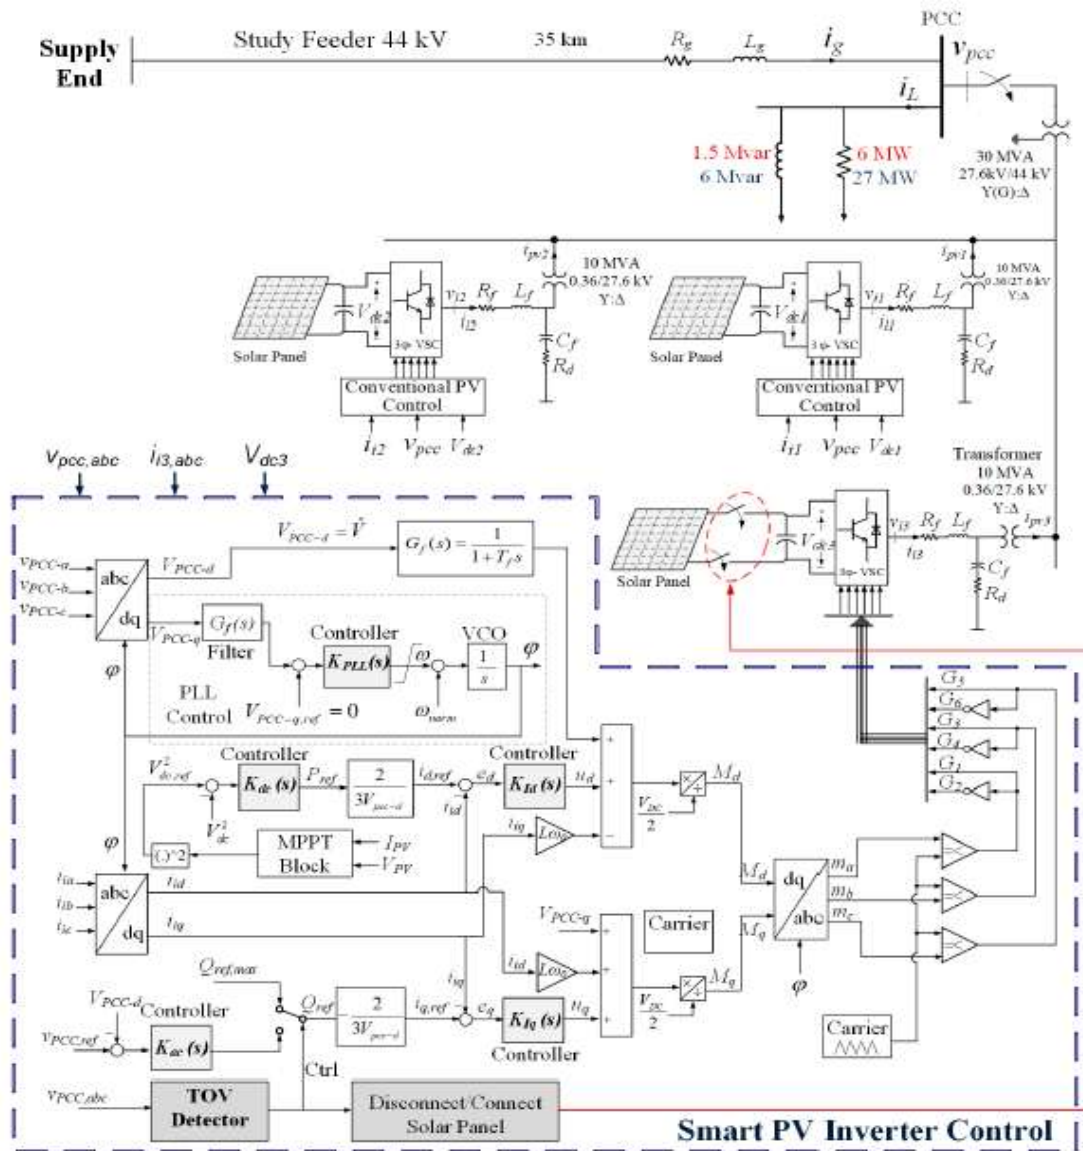 Supply
End
Study Feeder 44 kV
35 km
R_g
L_g
i_g
PCC
v_pcc
i_L
1.5 Mvar
6 Mvar
6 MW
27 MW
30 MVA
27.6kV/44 kV
Y(G):Δ
i_pv2
10 MVA
0.36/27.6 kV
Y:Δ
i_pv1
10 MVA
0.36/27.6 kV
Y:Δ
V_dc2
v_t2
R_f
L_f
i_t2
C_f
R_d
3φ- VSC
Solar Panel
Conventional PV
Control
i_t2
v_pcc
V_dc2
V_dc1
v_t1
R_f
L_f
i_t1
C_f
R_d
3φ- VSC
Solar Panel
Conventional PV
Control
i_t1
v_pcc
V_dc1
v_pcc,abc
i_t3,abc
V_dc3
Transformer
10 MVA
0.36/27.6 kV
Y:Δ
i_pv3
V_dc3
v_t3
R_f
L_f
i_t3
C_f
R_d
3φ- VSC
Solar Panel
V_PCC-d = V̂
G_f(s) = 1 / (1+T_f s)
v_PCC-a
v_PCC-b
v_PCC-c
abc
dq
V_PCC-d
V_PCC-q
G_f(s)
Filter
Controller
K_PLL(s)
ω
VCO
1/s
φ
φ
PLL
Control
V_PCC-q,ref = 0
ω_norm
V²_dc,ref
V²_dc
Controller
K_dc(s)
P_ref
2 / 3V_pcc-d
i_d,ref
i_td
e_d
Controller
K_Id(s)
u_d
V_DC / 2
M_d
(.)^2
MPPT
Block
I_PV
V_PV
i_tq
Lω_0
φ
i_ta
i_tb
i_tc
abc
dq
i_td
i_tq
V_PCC-q
Carrier
i_td
Lω_0
M_d
M_q
dq
abc
φ
m_a
m_b
m_c
G_5
G_6
G_3
G_4
G_1
G_2
Q_ref,max
V_PCC-d
v_PCC,ref
Controller
K_ac(s)
Q_ref
- 2 / 3V_pcc-d
i_q,ref
i_tq
e_q
K_Iq(s)
Controller
u_q
V_DC / 2
M_q
Carrier
Ctrl
v_PCC,abc
TOV
Detector
Disconnect/Connect
Solar Panel
Smart PV Inverter Control